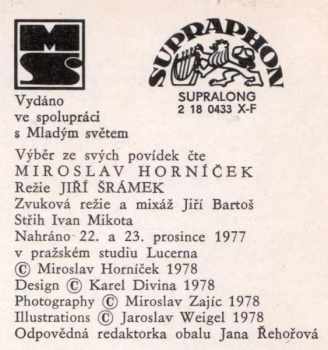 MS
SUPRAPHON
SUPRALONG
2 18 0433 X-F
Vydáno
ve spolupráci
s Mladým světem
Výběr ze svých povídek čte
MIROSLAV HORNÍČEK
Režie JIŘÍ ŠRÁMEK
Zvuková režie a mixáž Jiří Bartoš
Střih Ivan Mikota
Nahráno 22. a 23. prosince 1977
v pražském studiu Lucerna
© Miroslav Horníček 1978
Design © Karel Divina 1978
Photography © Miroslav Zajíc 1978
Illustrations © Jaroslav Weigel 1978
Odpovědná redaktorka obalu Jana Řehořová